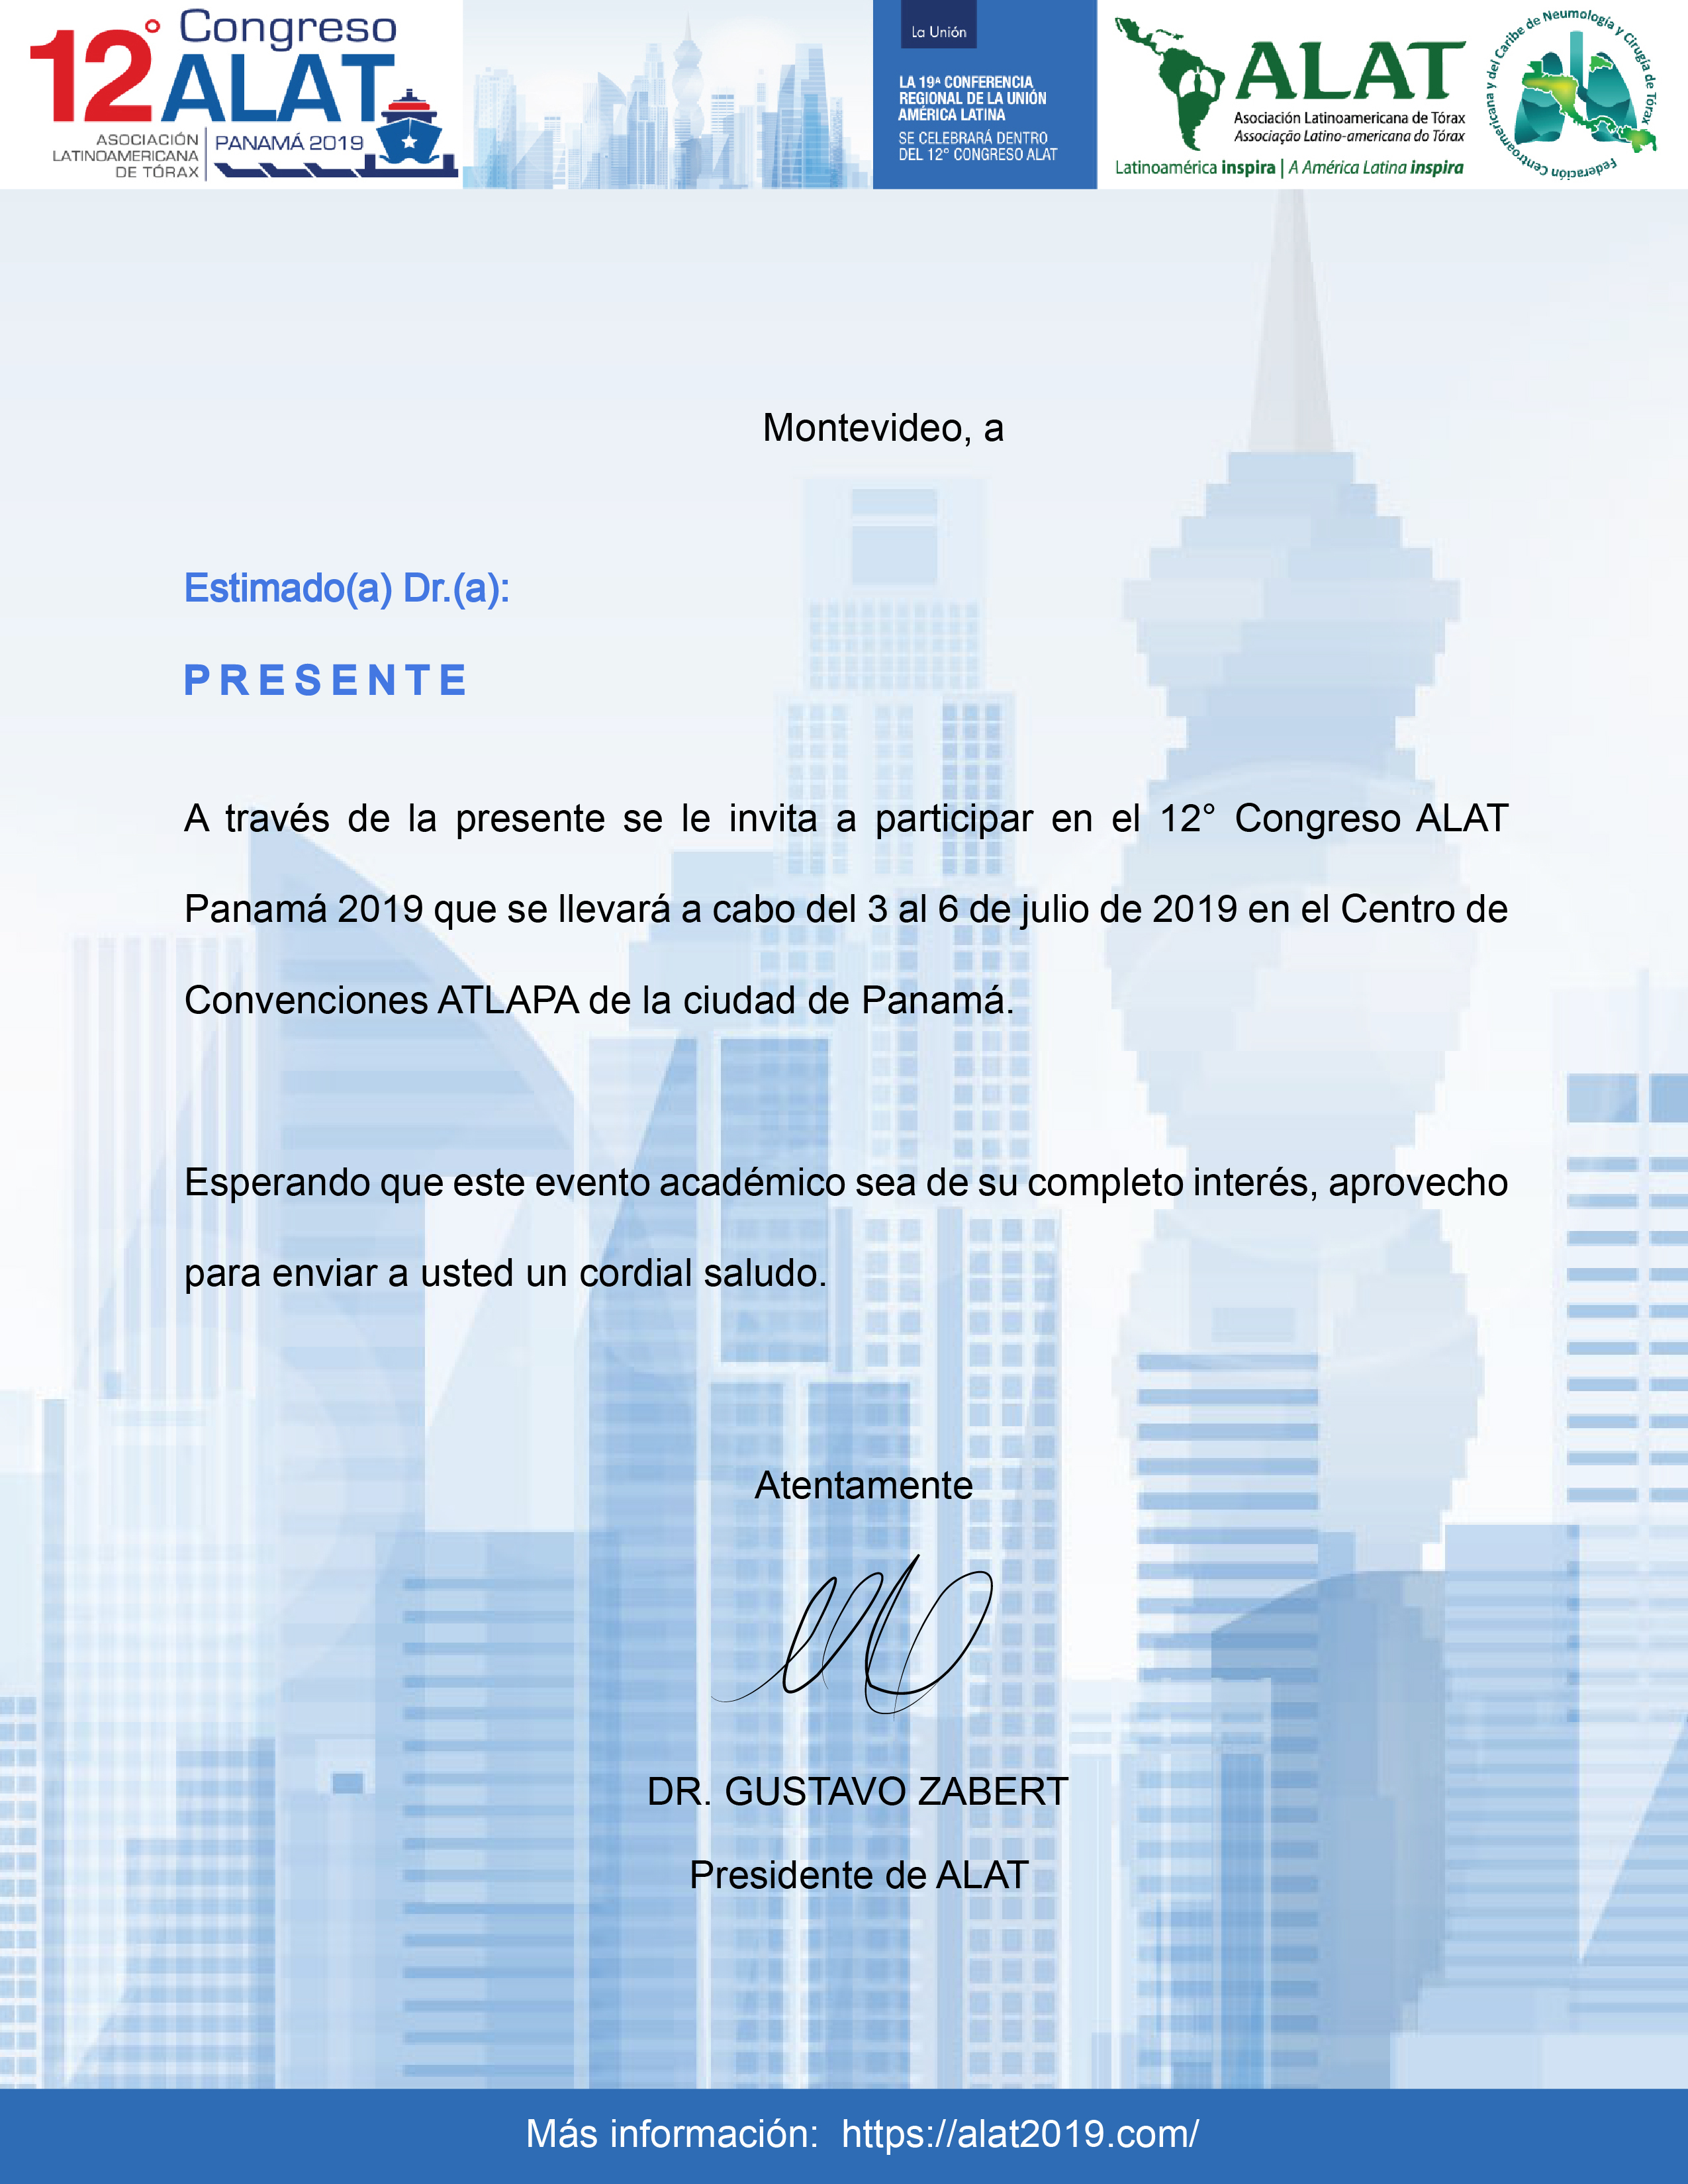 12° Congreso
ALAT
ASOCIACIÓN
LATINOAMERICANA
DE TÓRAX
PANAMÁ 2019
La Unión
LA 19ᴬ CONFERENCIA
REGIONAL DE LA UNIÓN
AMÉRICA LATINA
SE CELEBRARÁ DENTRO
DEL 12° CONGRESO ALAT
ALAT
Asociación Latinoamericana de Tórax
Associação Latino-americana do Tórax
Latinoamérica inspira | A América Latina inspira
Federación Centroamericana y del Caribe de Neumología y Cirugía de Tórax
Montevideo, a
Estimado(a) Dr.(a):
PRESENTE
A través de la presente se le invita a participar en el 12° Congreso ALAT
Panamá 2019 que se llevará a cabo del 3 al 6 de julio de 2019 en el Centro de
Convenciones ATLAPA de la ciudad de Panamá.
Esperando que este evento académico sea de su completo interés, aprovecho
para enviar a usted un cordial saludo.
Atentamente
DR. GUSTAVO ZABERT
Presidente de ALAT
Más información: https://alat2019.com/